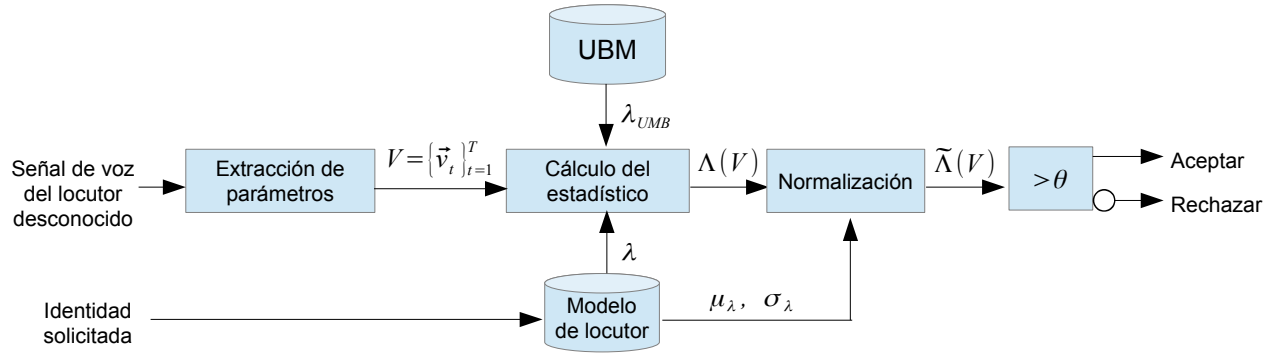 UBM
λ_UMB
Señal de voz
del locutor
desconocido
Extracción de
parámetros
V={v⃗_t}_{t=1}^T
Cálculo del
estadístico
Λ(V)
Normalización
Λ̃(V)
>θ
Aceptar
Rechazar
λ
Identidad
solicitada
Modelo
de locutor
μ_λ, σ_λ